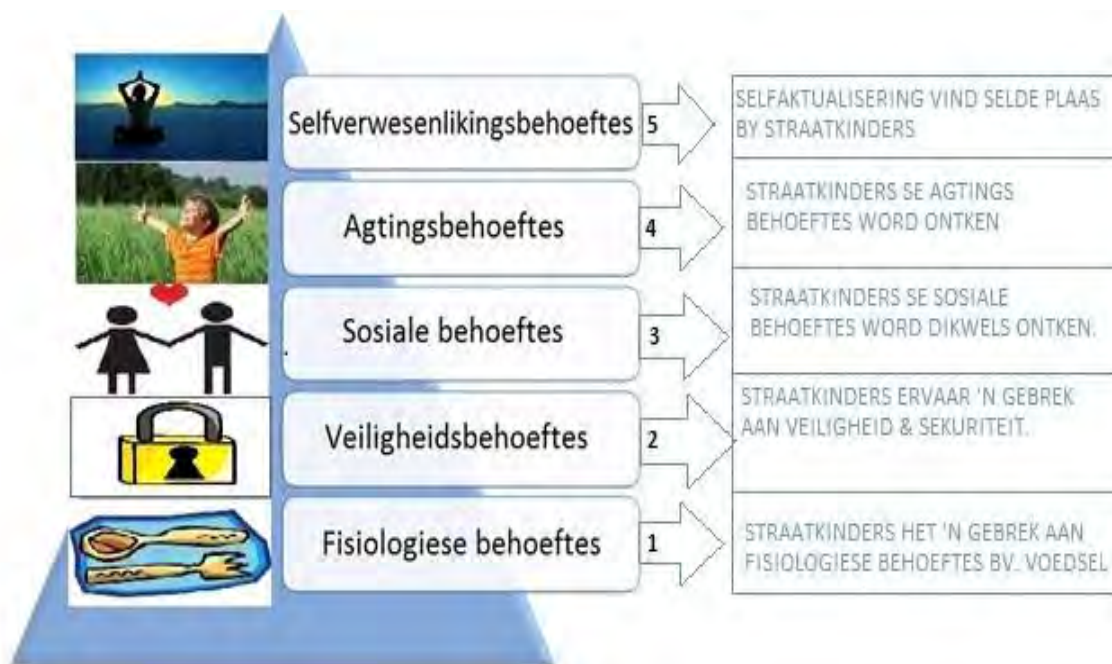 Selfverwesenlikingsbehoeftes
5
SELFAKTUALISERING VIND SELDE PLAAS
BY STRAATKINDERS
Agtingsbehoeftes
4
STRAATKINDERS SE AGTINGS
BEHOEFTES WORD ONTKEN
Sosiale behoeftes
3
STRAATKINDERS SE SOSIALE
BEHOEFTES WORD DIKWELS ONTKEN.
Veiligheidsbehoeftes
2
STRAATKINDERS ERVAAR 'N GEBREK
AAN VEILIGHEID & SEKURITEIT.
Fisiologiese behoeftes
1
STRAATKINDERS HET 'N GEBREK AAN
FISIOLOGIESE BEHOEFTES BV. VOEDSEL